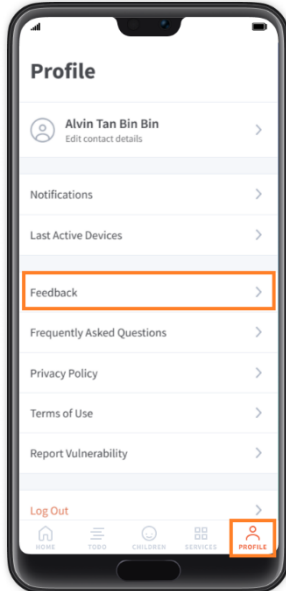 Profile
Alvin Tan Bin Bin
Edit contact details
Notifications
Last Active Devices
Feedback
Frequently Asked Questions
Privacy Policy
Terms of Use
Report Vulnerability
Log Out
HOME TODO CHILDREN SERVICES PROFILE